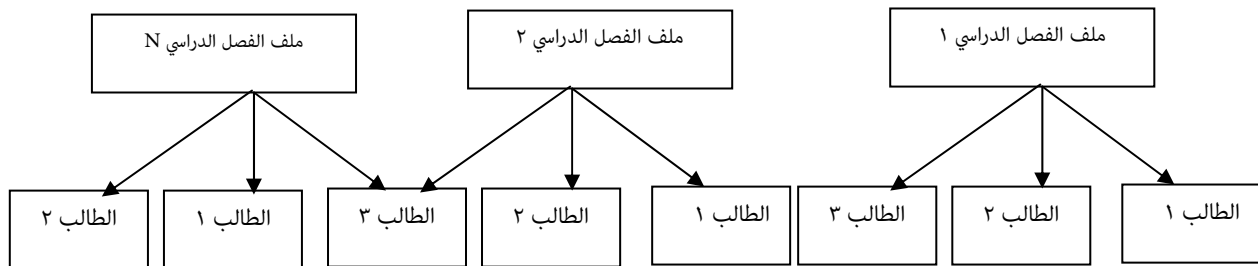 ملف الفصل الدراسي ١
ملف الفصل الدراسي ٢
ملف الفصل الدراسي N
الطالب ١
الطالب ٢
الطالب ٣
الطالب ١
الطالب ٢
الطالب ٣
الطالب ١
الطالب ٢